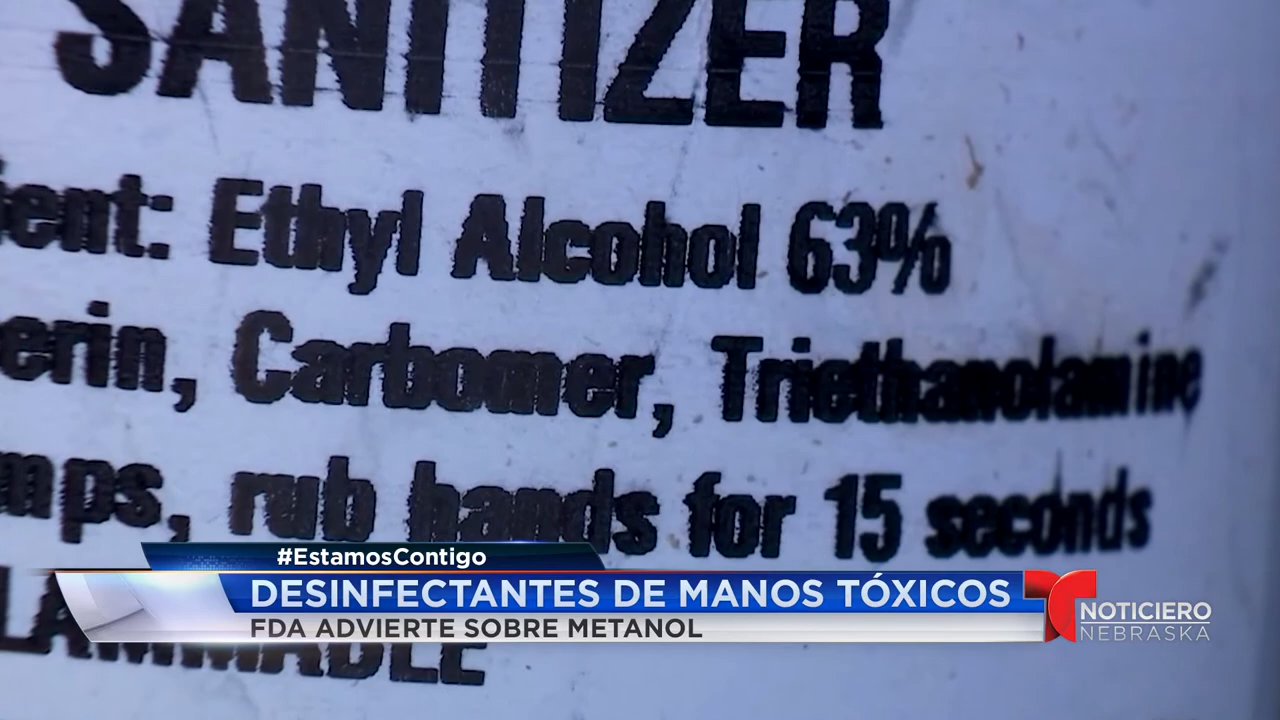 SANITIZER
ient: Ethyl Alcohol 63%
erin, Carbomer, Triethanolamine
mps, rub hands for 15 seconds
#EstamosContigo
DESINFECTANTES DE MANOS TÓXICOS
FDA ADVIERTE SOBRE METANOL
NOTICIERO
NEBRASKA
LAMMABLE